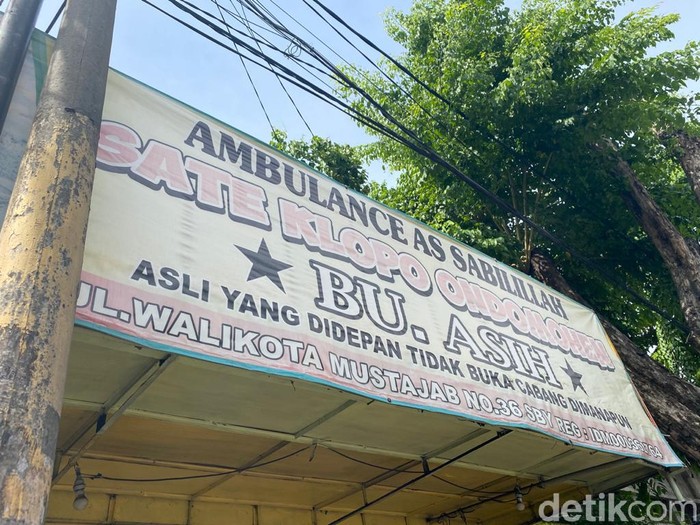 AMBULANCE AS SABILILLAH
SATE KLOPO ONDOMOHEN
BU. ASIH
ASLI YANG DIDEPAN TIDAK BUKA CABANG DIMANAPUN
JL.WALIKOTA MUSTAJAB NO.36 SBY REG:
detikcom